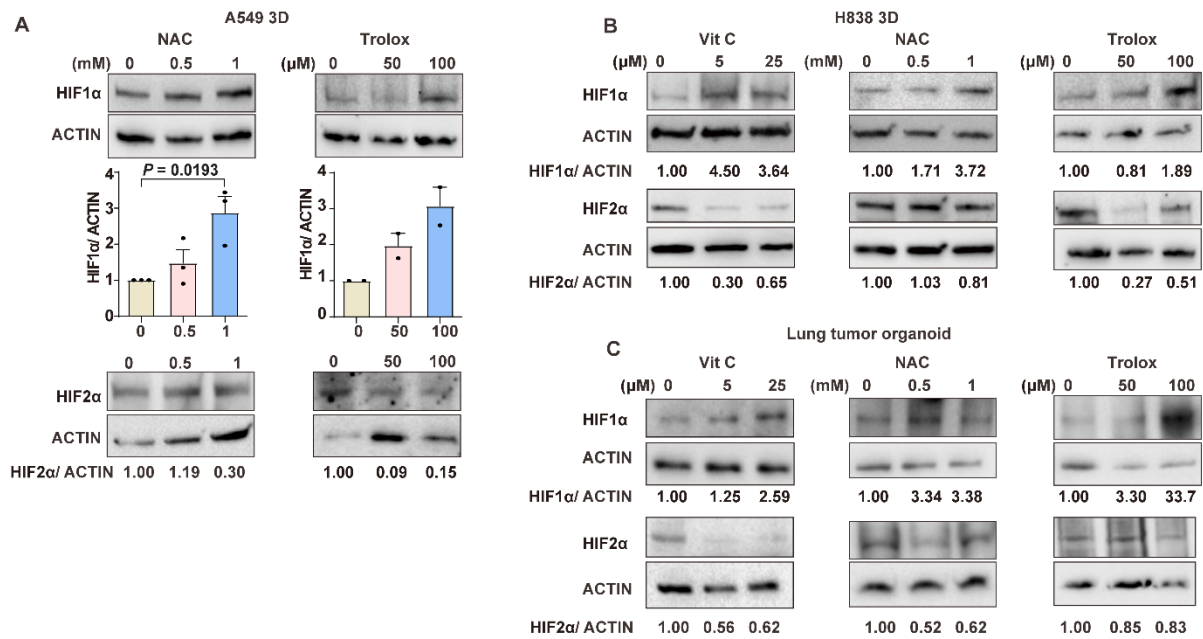 A
A549 3D
NAC
Trolox
(mM) 0 0.5 1
(μM) 0 50 100
HIF1α
ACTIN
P = 0.0193
HIF1α/ ACTIN
4
3
2
1
0
0 0.5 1
HIF1α/ ACTIN
4
3
2
1
0
0 50 100
0 0.5 1
0 50 100
HIF2α
ACTIN
HIF2α/ ACTIN 1.00 1.19 0.30 1.00 0.09 0.15
B
H838 3D
Vit C
NAC
Trolox
(μM) 0 5 25
(mM) 0 0.5 1
(μM) 0 50 100
HIF1α
ACTIN
HIF1α/ ACTIN 1.00 4.50 3.64 1.00 1.71 3.72 1.00 0.81 1.89
HIF2α
ACTIN
HIF2α/ ACTIN 1.00 0.30 0.65 1.00 1.03 0.81 1.00 0.27 0.51
C
Lung tumor organoid
Vit C
NAC
Trolox
(μM) 0 5 25
(mM) 0 0.5 1
(μM) 0 50 100
HIF1α
ACTIN
HIF1α/ ACTIN 1.00 1.25 2.59 1.00 3.34 3.38 1.00 3.30 33.7
HIF2α
ACTIN
HIF2α/ ACTIN 1.00 0.56 0.62 1.00 0.52 0.62 1.00 0.85 0.83